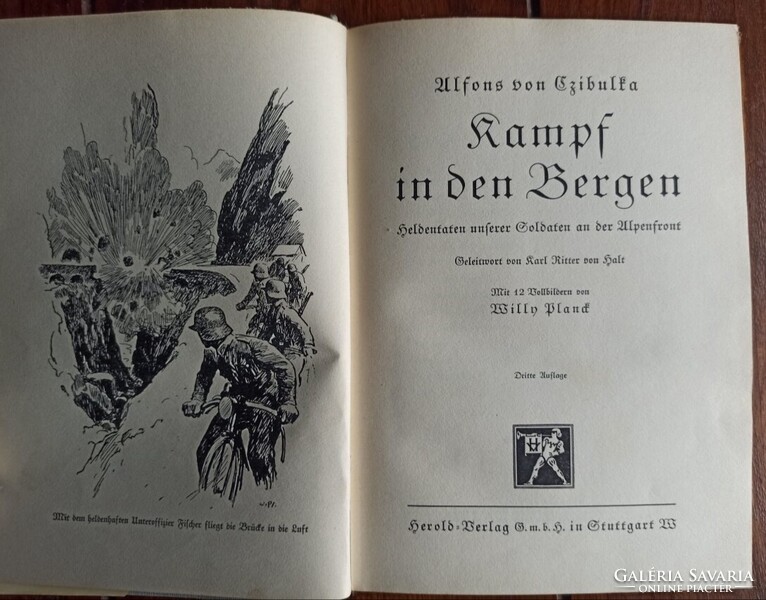 W. Pl.
Mit dem heldenhaften Unteroffizier Fischer fliegt die Brücke in die Luft
Alfons von Czibulka
Kampf
in den Bergen
Heldentaten unserer Soldaten an der Alpenfront
Geleitwort von Karl Ritter von Halt
Mit 12 Vollbildern von
Willy Planck
Dritte Auflage
H
Herold-Verlag G.m.b.H. in Stuttgart W
GALÉRIA SAVARIA
ONLINE PIACTÉR